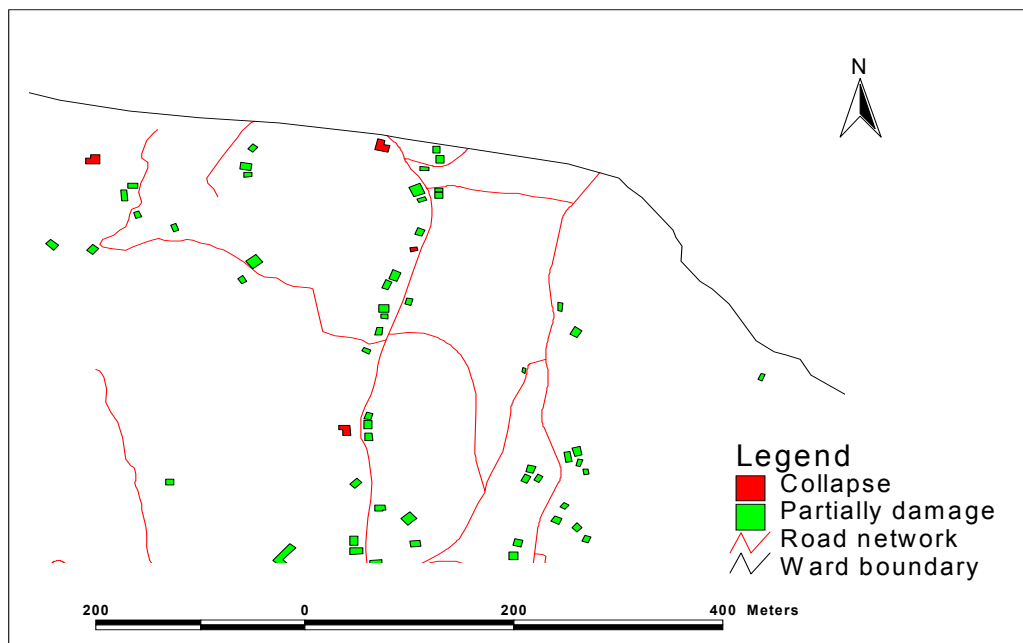 N
Legend
Collapse
Partially damage
Road network
Ward boundary
200 0 200 400 Meters